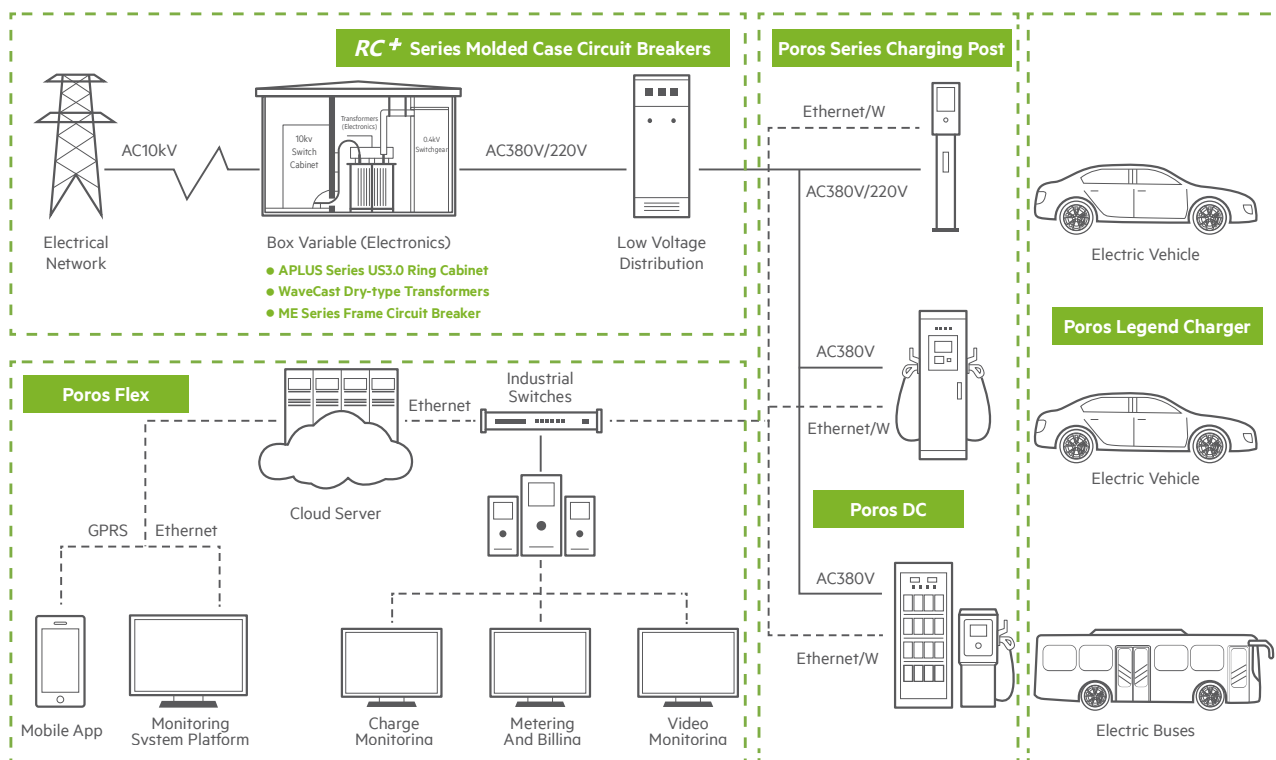 RC+ Series Molded Case Circuit Breakers
Electrical
Network
AC10kV
10kv
Switch
Cabinet
Transformers
(Electronics)
0.4kV
Switchgear
Box Variable (Electronics)
● APLUS Series US3.0 Ring Cabinet
● WaveCast Dry-type Transformers
● ME Series Frame Circuit Breaker
AC380V/220V
Low Voltage
Distribution
Poros Series Charging Post
Ethernet/W
AC380V/220V
AC380V
Ethernet/W
Poros DC
AC380V
Ethernet/W
Electric Vehicle
Poros Legend Charger
Electric Vehicle
Electric Buses
Poros Flex
Cloud Server
Ethernet
Industrial
Switches
GPRS
Ethernet
Mobile App
Monitoring
System Platform
Charge
Monitoring
Metering
And Billing
Video
Monitoring